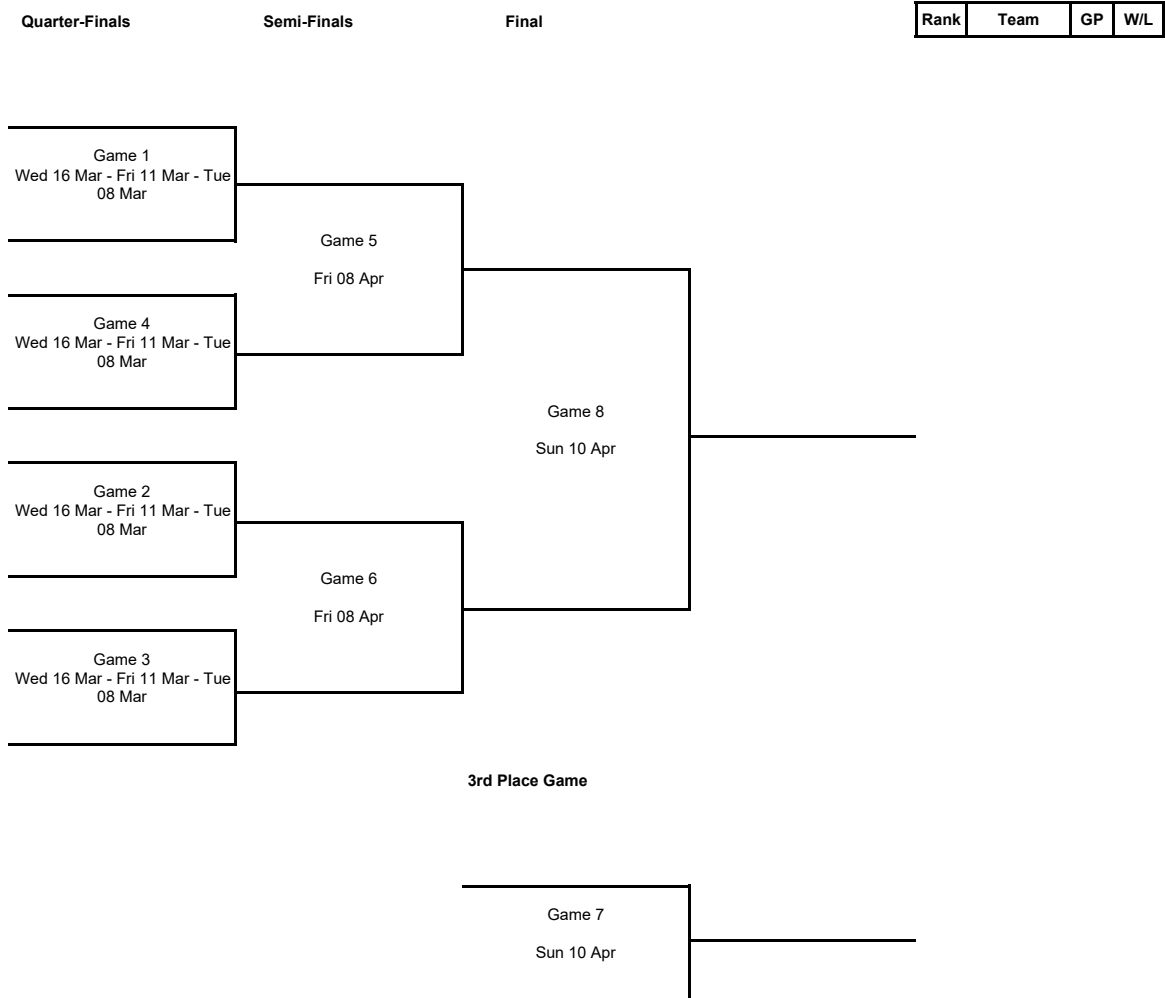 Quarter-Finals Semi-Finals Final
Rank Team GP W/L
Game 1
Wed 16 Mar - Fri 11 Mar - Tue
08 Mar
Game 5
Fri 08 Apr
Game 4
Wed 16 Mar - Fri 11 Mar - Tue
08 Mar
Game 8
Sun 10 Apr
Game 2
Wed 16 Mar - Fri 11 Mar - Tue
08 Mar
Game 6
Fri 08 Apr
Game 3
Wed 16 Mar - Fri 11 Mar - Tue
08 Mar
3rd Place Game
Game 7
Sun 10 Apr